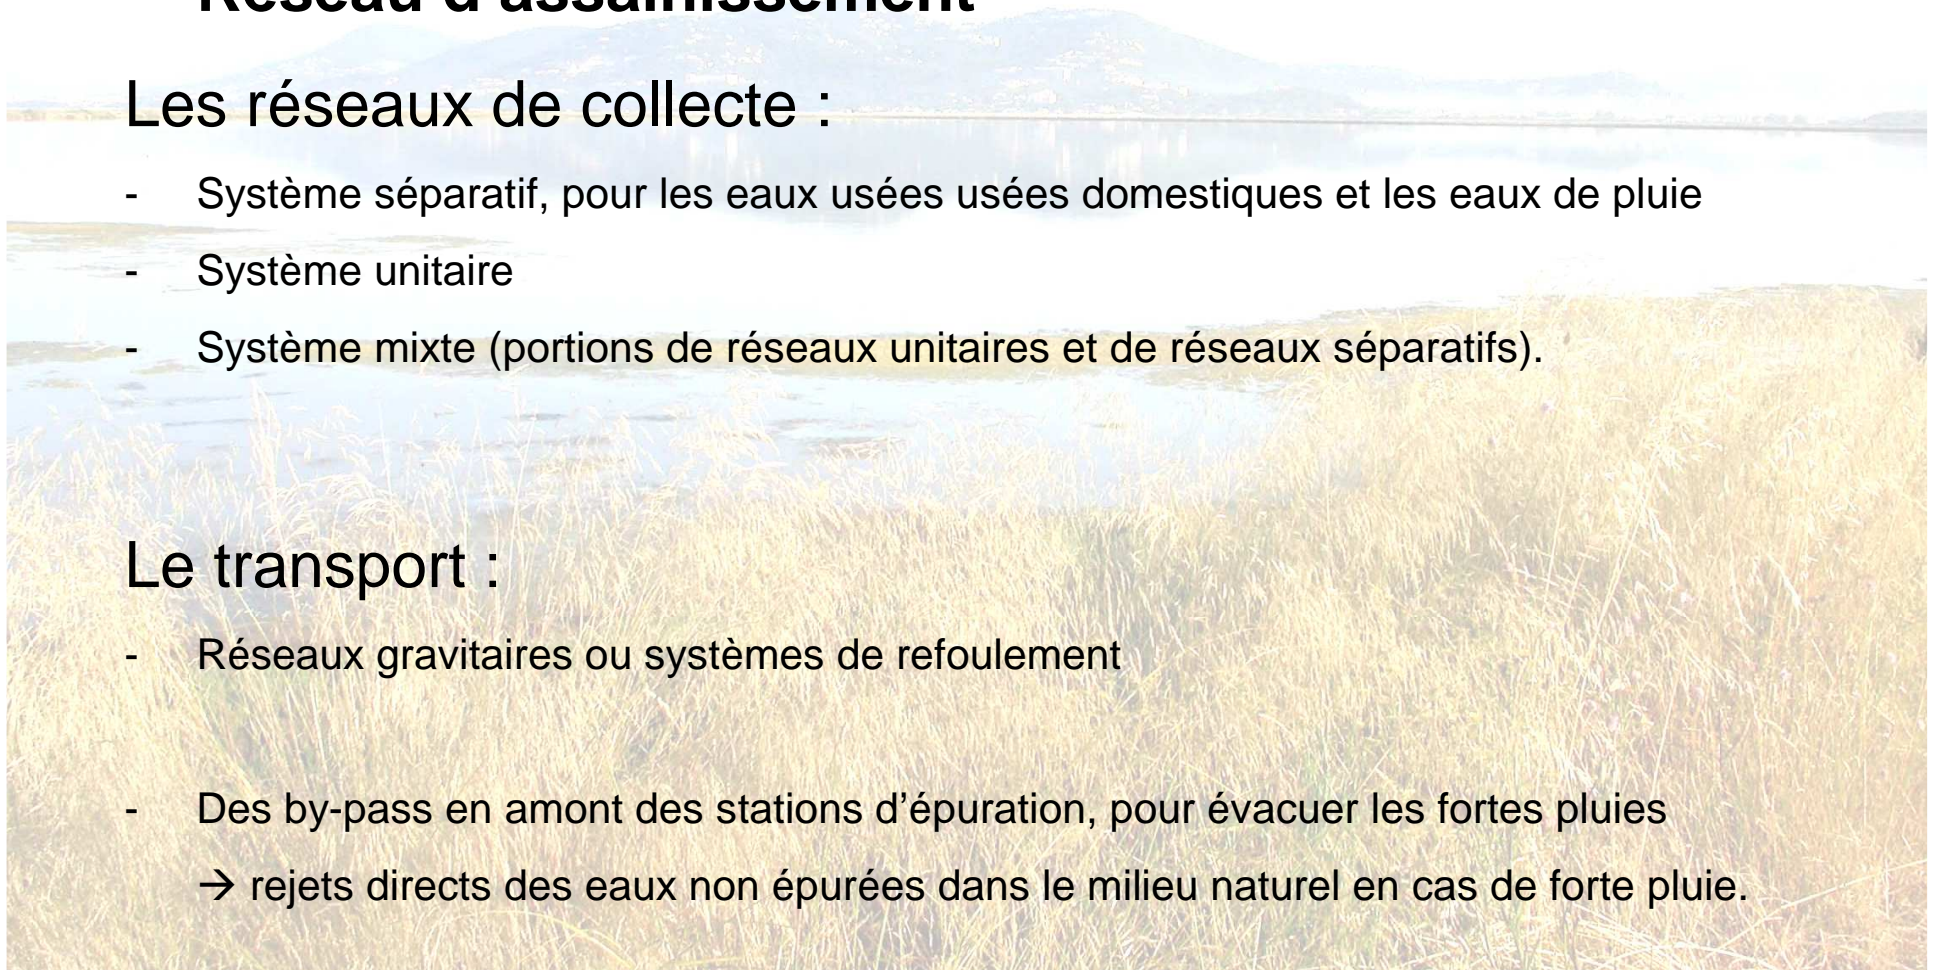 Réseau d'assainissement
Les réseaux de collecte :
- Système séparatif, pour les eaux usées usées domestiques et les eaux de pluie
- Système unitaire
- Système mixte (portions de réseaux unitaires et de réseaux séparatifs).
Le transport :
- Réseaux gravitaires ou systèmes de refoulement
- Des by-pass en amont des stations d’épuration, pour évacuer les fortes pluies
→ rejets directs des eaux non épurées dans le milieu naturel en cas de forte pluie.